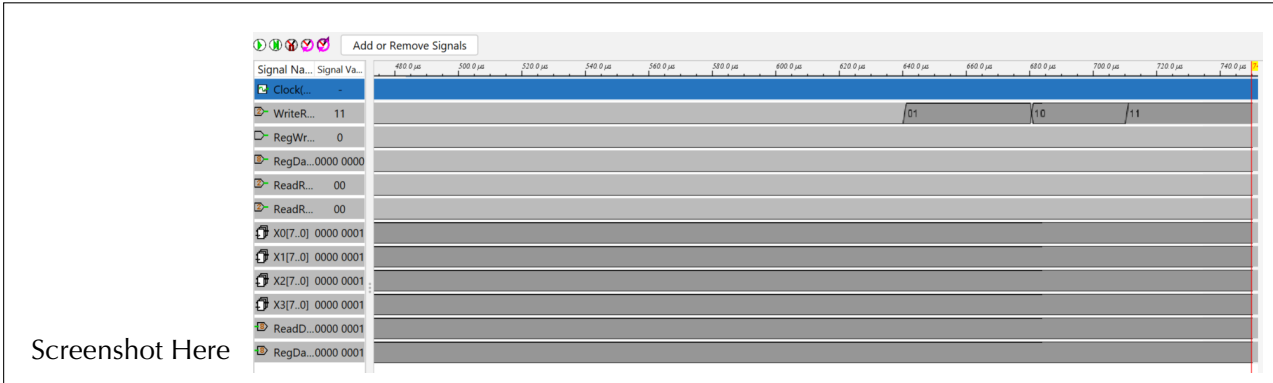 Add or Remove Signals
Signal Na... Signal Va...
480.0 µs 500.0 µs 520.0 µs 540.0 µs 560.0 µs 580.0 µs 600.0 µs 620.0 µs 640.0 µs 660.0 µs 680.0 µs 700.0 µs 720.0 µs 740.0 µs
Clock(... -
WriteR... 11 01 10 11
RegWr... 0
RegDa...0000 0000
ReadR... 00
ReadR... 00
X0[7..0] 0000 0001
X1[7..0] 0000 0001
X2[7..0] 0000 0001
X3[7..0] 0000 0001
ReadD...0000 0001
RegDa...0000 0001
Screenshot Here